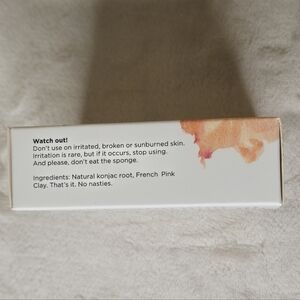 Watch out!
Don't use on irritated, broken or sunburned skin.
Irritation is rare, but if it occurs, stop using.
And please, don't eat the sponge.
Ingredients: Natural konjac root, French Pink
Clay. That's it. No nasties.